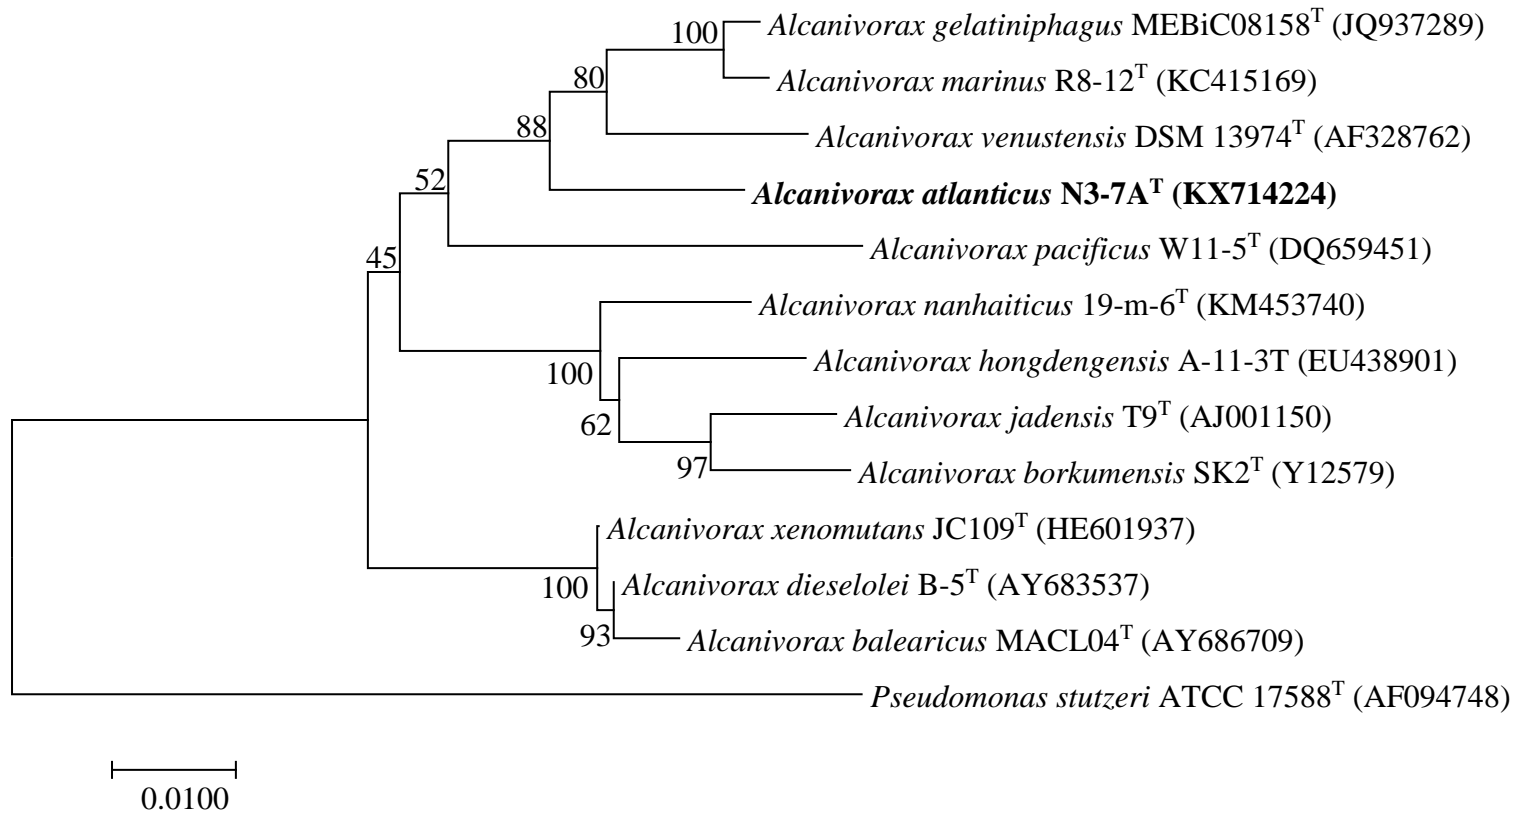 100
Alcanivorax gelatiniphagus MEBiC08158ᵀ (JQ937289)
Alcanivorax marinus R8-12ᵀ (KC415169)
80
Alcanivorax venustensis DSM 13974ᵀ (AF328762)
88
Alcanivorax atlanticus N3-7Aᵀ (KX714224)
52
Alcanivorax pacificus W11-5ᵀ (DQ659451)
45
Alcanivorax nanhaiticus 19-m-6ᵀ (KM453740)
Alcanivorax hongdengensis A-11-3T (EU438901)
100
Alcanivorax jadensis T9ᵀ (AJ001150)
62
Alcanivorax borkumensis SK2ᵀ (Y12579)
97
Alcanivorax xenomutans JC109ᵀ (HE601937)
Alcanivorax dieselolei B-5ᵀ (AY683537)
100
Alcanivorax balearicus MACL04ᵀ (AY686709)
93
Pseudomonas stutzeri ATCC 17588ᵀ (AF094748)
0.0100